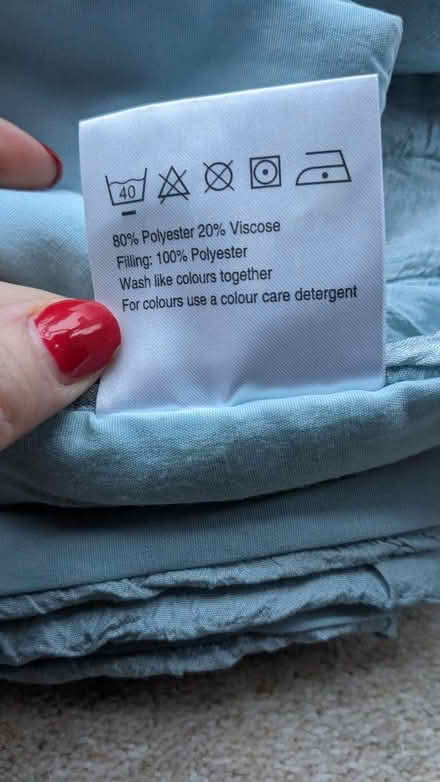 40
80% Polyester 20% Viscose
Filling: 100% Polyester
Wash like colours together
For colours use a colour care detergent